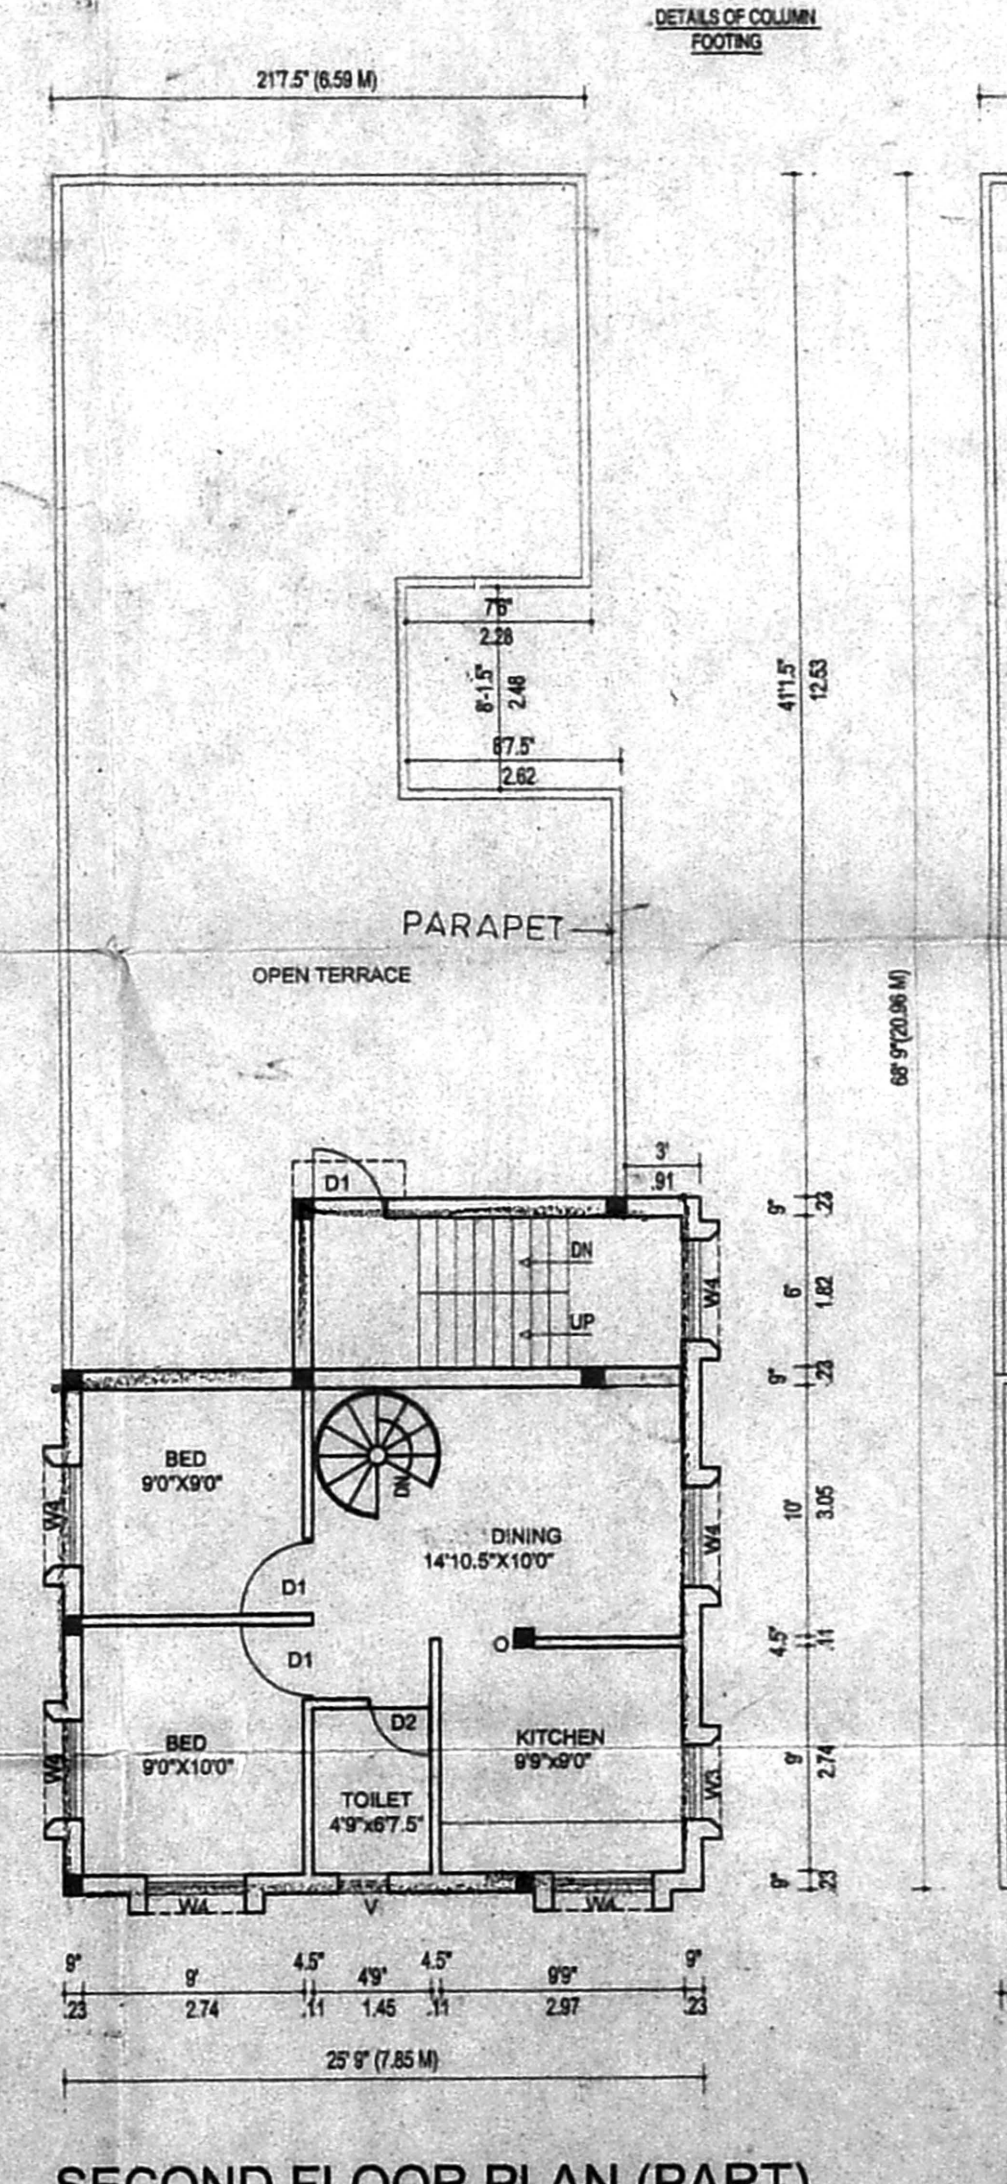 DETAILS OF COLUMN
FOOTING
21'7.5" (6.59 M)
7'6"
2.28
8'-1.5"
2.48
8'7.5"
2.62
41'1.5"
12.53
PARAPET
OPEN TERRACE
68' 9"(20.96 M)
3'
.91
D1
9"
.23
DN
UP
W4
6'
1.82
9"
.23
BED
9'0"X9'0"
DN
W4
DINING
14'10.5"X10'0"
W4
10'
3.05
D1
D1
O
4.5"
.11
D2
BED
9'0"X10'0"
W4
KITCHEN
9'9"x9'0"
W3
9'
2.74
TOILET
4'9"x6'7.5"
W4
V
W4
9"
.23
9"
9'
4.5"
4'9"
4.5"
9'9"
9"
.23
2.74
.11
1.45
.11
2.97
.23
25' 9" (7.85 M)
SECOND FLOOR PLAN (PART)